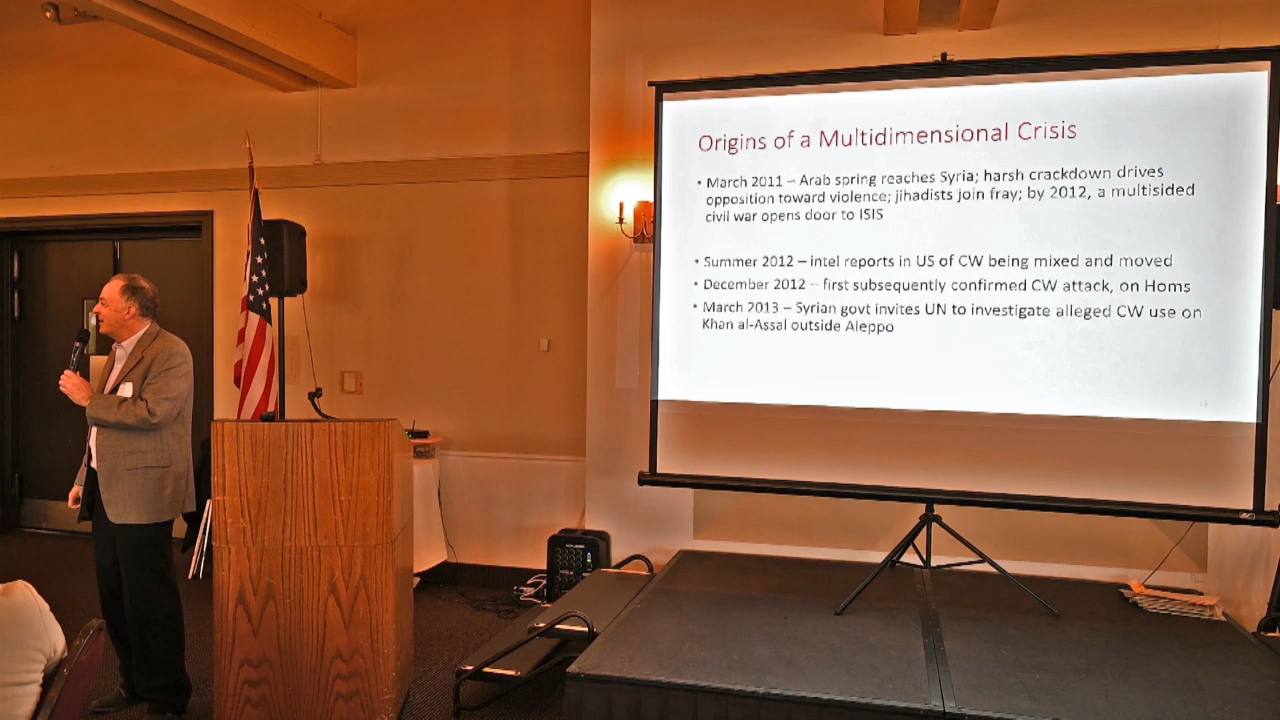 Origins of a Multidimensional Crisis
• March 2011 – Arab spring reaches Syria; harsh crackdown drives
opposition toward violence; jihadists join fray; by 2012, a multisided
civil war opens door to ISIS
• Summer 2012 – intel reports in US of CW being mixed and moved
• December 2012 – first subsequently confirmed CW attack, on Homs
• March 2013 – Syrian govt invites UN to investigate alleged CW use on
Khan al-Assal outside Aleppo